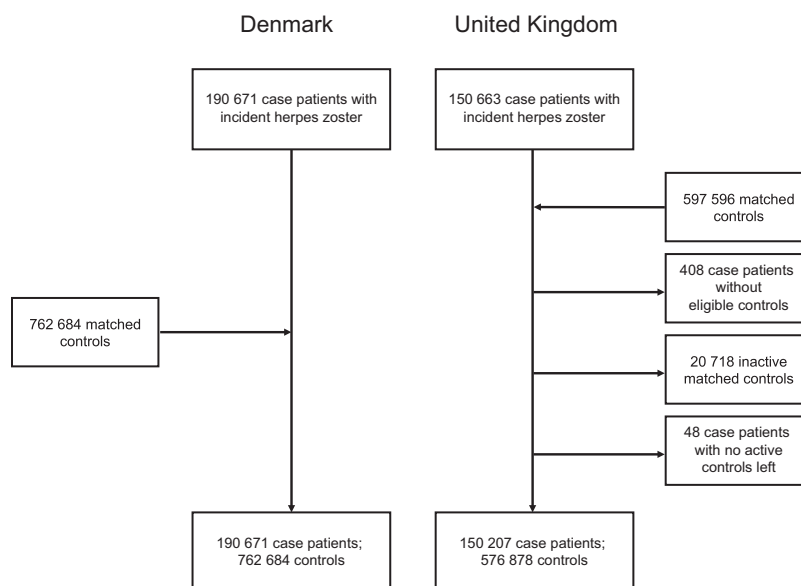 Denmark
United Kingdom
190 671 case patients with
incident herpes zoster
150 663 case patients with
incident herpes zoster
597 596 matched
controls
408 case patients
without
eligible controls
762 684 matched
controls
20 718 inactive
matched controls
48 case patients
with no active
controls left
190 671 case patients;
762 684 controls
150 207 case patients;
576 878 controls